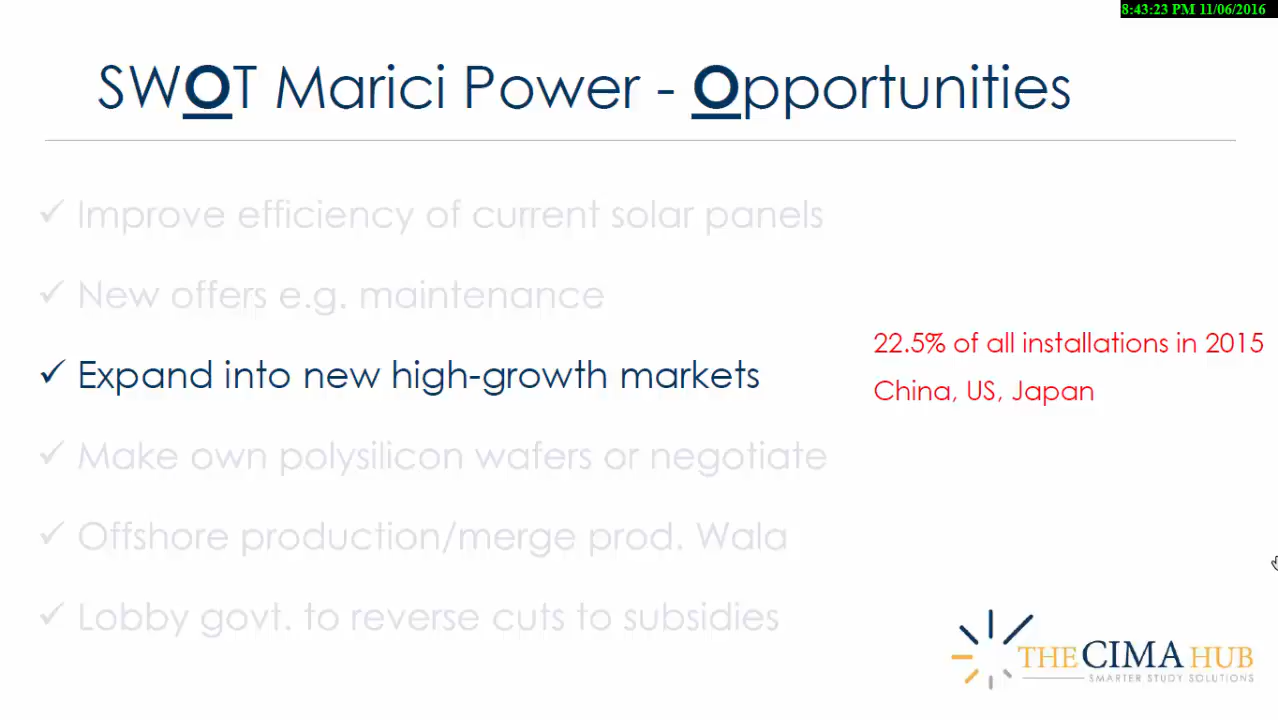 8:43:23 PM 11/06/2016
SWOT Marici Power - Opportunities
✓ Improve efficiency of current solar panels
✓ New offers e.g. maintenance
22.5% of all installations in 2015
✓ Expand into new high-growth markets
China, US, Japan
✓ Make own polysilicon wafers or negotiate
✓ Offshore production/merge prod. Wala
✓ Lobby govt. to reverse cuts to subsidies
THE CIMA HUB
SMARTER STUDY SOLUTIONS